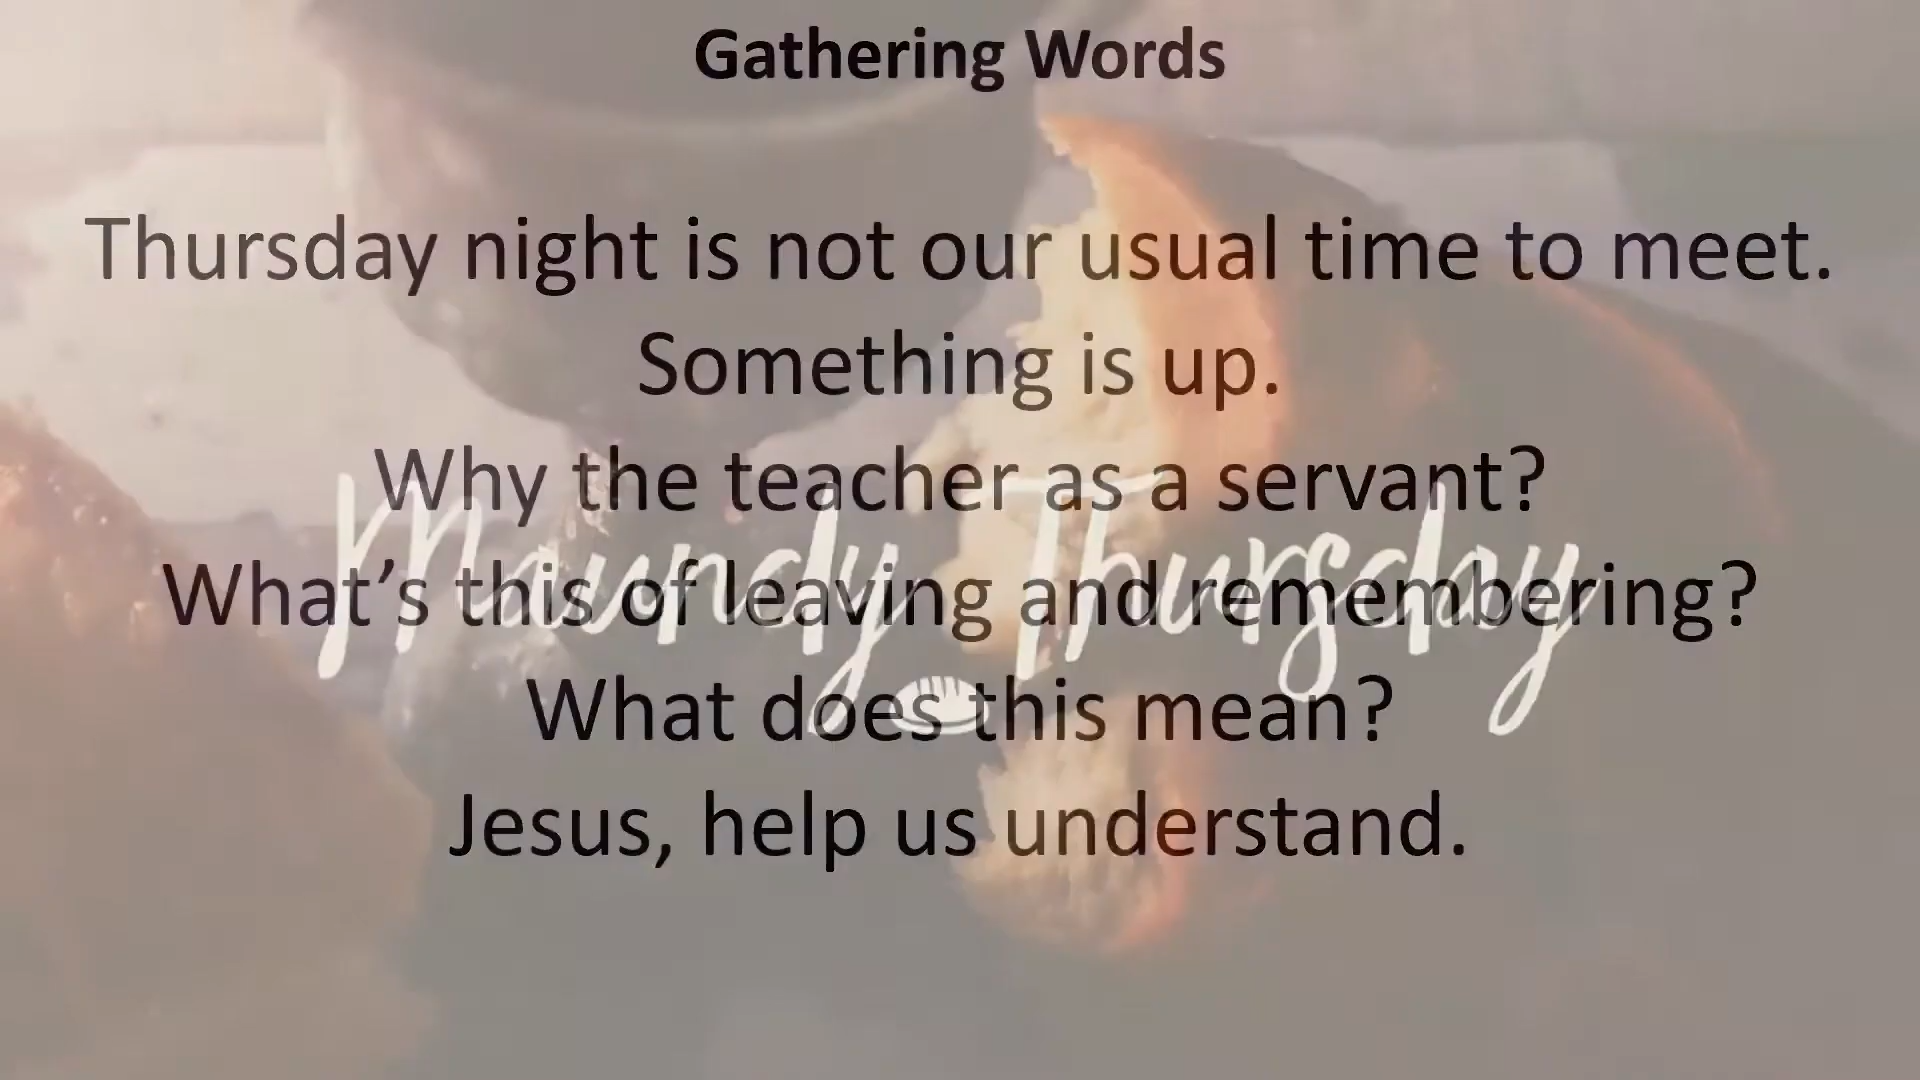 Gathering Words
Thursday night is not our usual time to meet.
Something is up.
Why the teacher as a servant?
What's this of leaving and remembering?
What does this mean?
Jesus, help us understand.
Maundy Thursday